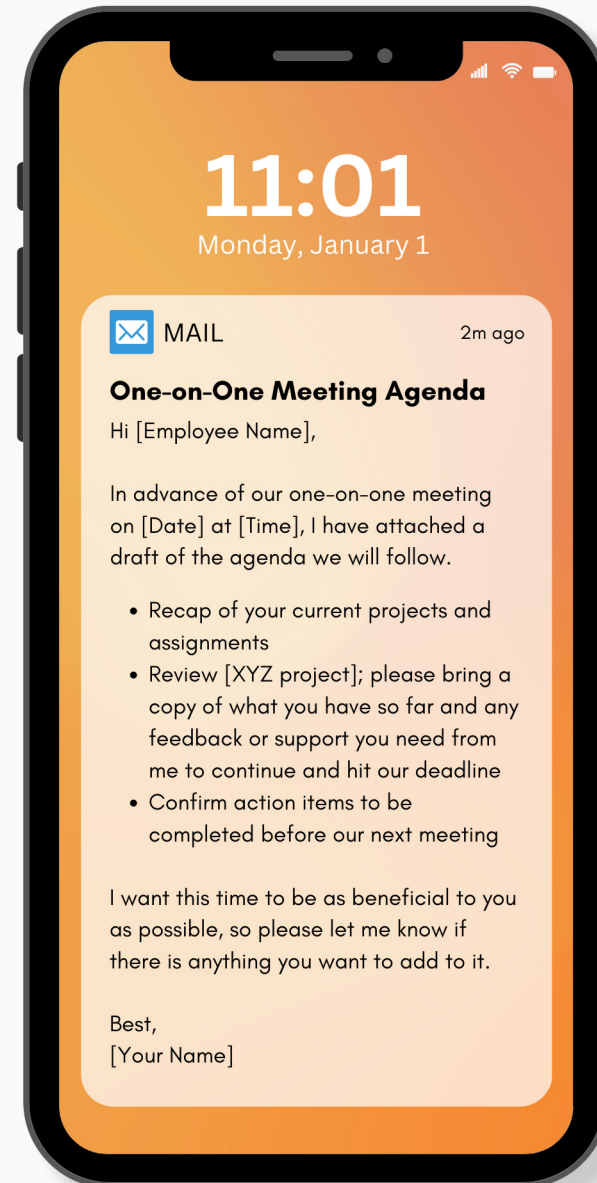 11:01
Monday, January 1
MAIL
2m ago
One-on-One Meeting Agenda
Hi [Employee Name],
In advance of our one-on-one meeting
on [Date] at [Time], I have attached a
draft of the agenda we will follow.
• Recap of your current projects and
assignments
• Review [XYZ project]; please bring a
copy of what you have so far and any
feedback or support you need from
me to continue and hit our deadline
• Confirm action items to be
completed before our next meeting
I want this time to be as beneficial to you
as possible, so please let me know if
there is anything you want to add to it.
Best,
[Your Name]